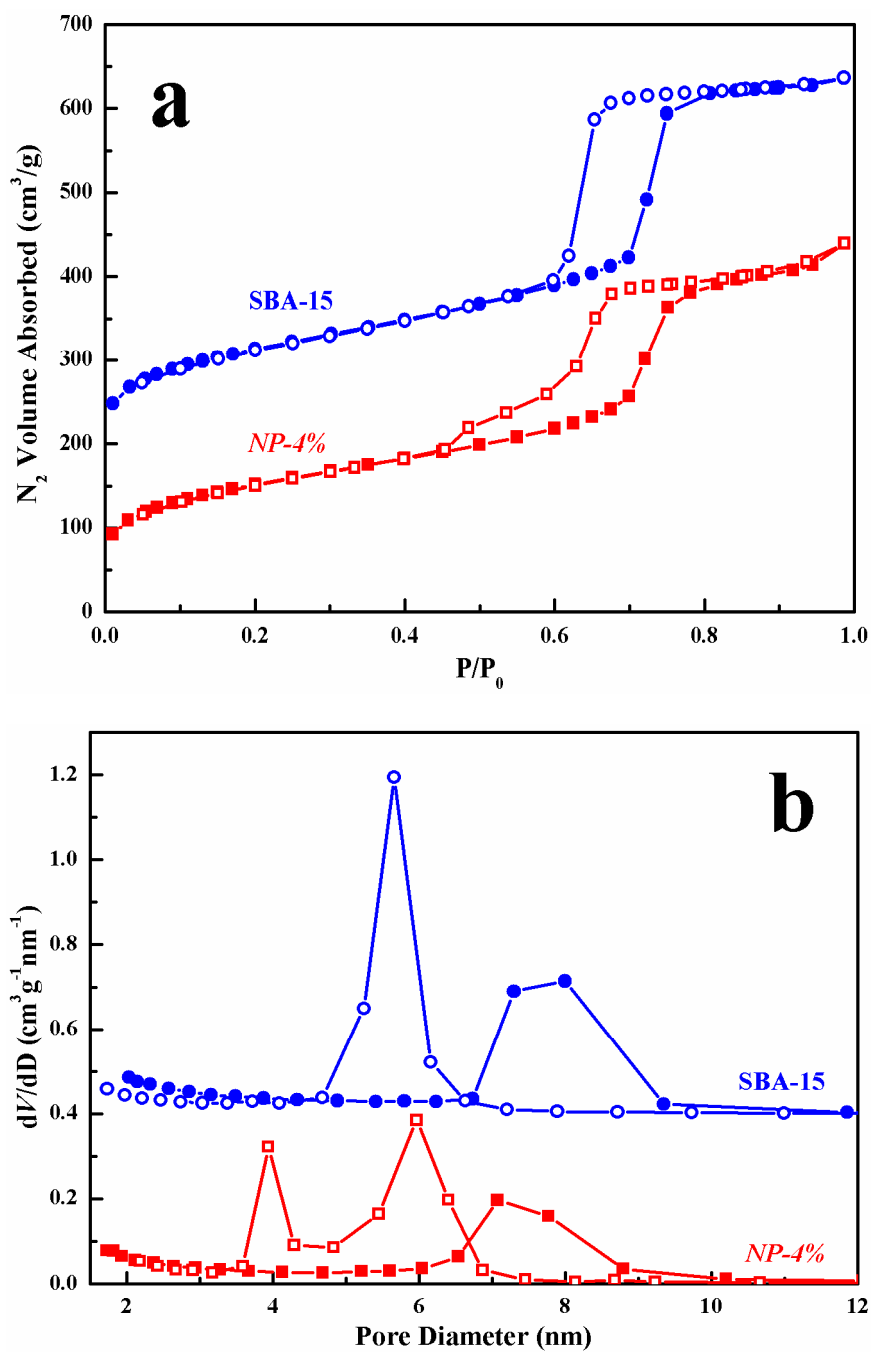 700
600
500
400
300
200
100
0
N₂ Volume Absorbed (cm³/g)
a
SBA-15
NP-4%
0.0 0.2 0.4 0.6 0.8 1.0
P/P₀
1.2
1.0
0.8
0.6
0.4
0.2
0.0
dV/dD (cm³g⁻¹nm⁻¹)
b
SBA-15
NP-4%
2 4 6 8 10 12
Pore Diameter (nm)